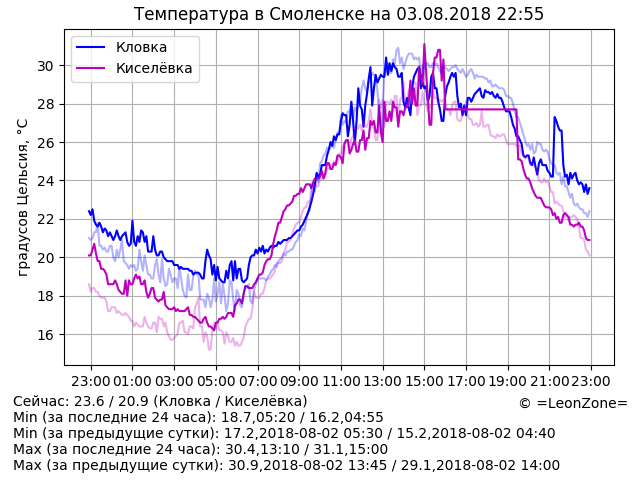 Температура в Смоленске на 03.08.2018 22:55
Кловка
Киселёвка
градусов Цельсия, °C
30
28
26
24
22
20
18
16
23:00 01:00 03:00 05:00 07:00 09:00 11:00 13:00 15:00 17:00 19:00 21:00 23:00
Сейчас: 23.6 / 20.9 (Кловка / Киселёвка)
© =LeonZone=
Min (за последние 24 часа): 18.7,05:20 / 16.2,04:55
Min (за предыдущие сутки): 17.2,2018-08-02 05:30 / 15.2,2018-08-02 04:40
Max (за последние 24 часа): 30.4,13:10 / 31.1,15:00
Max (за предыдущие сутки): 30.9,2018-08-02 13:45 / 29.1,2018-08-02 14:00